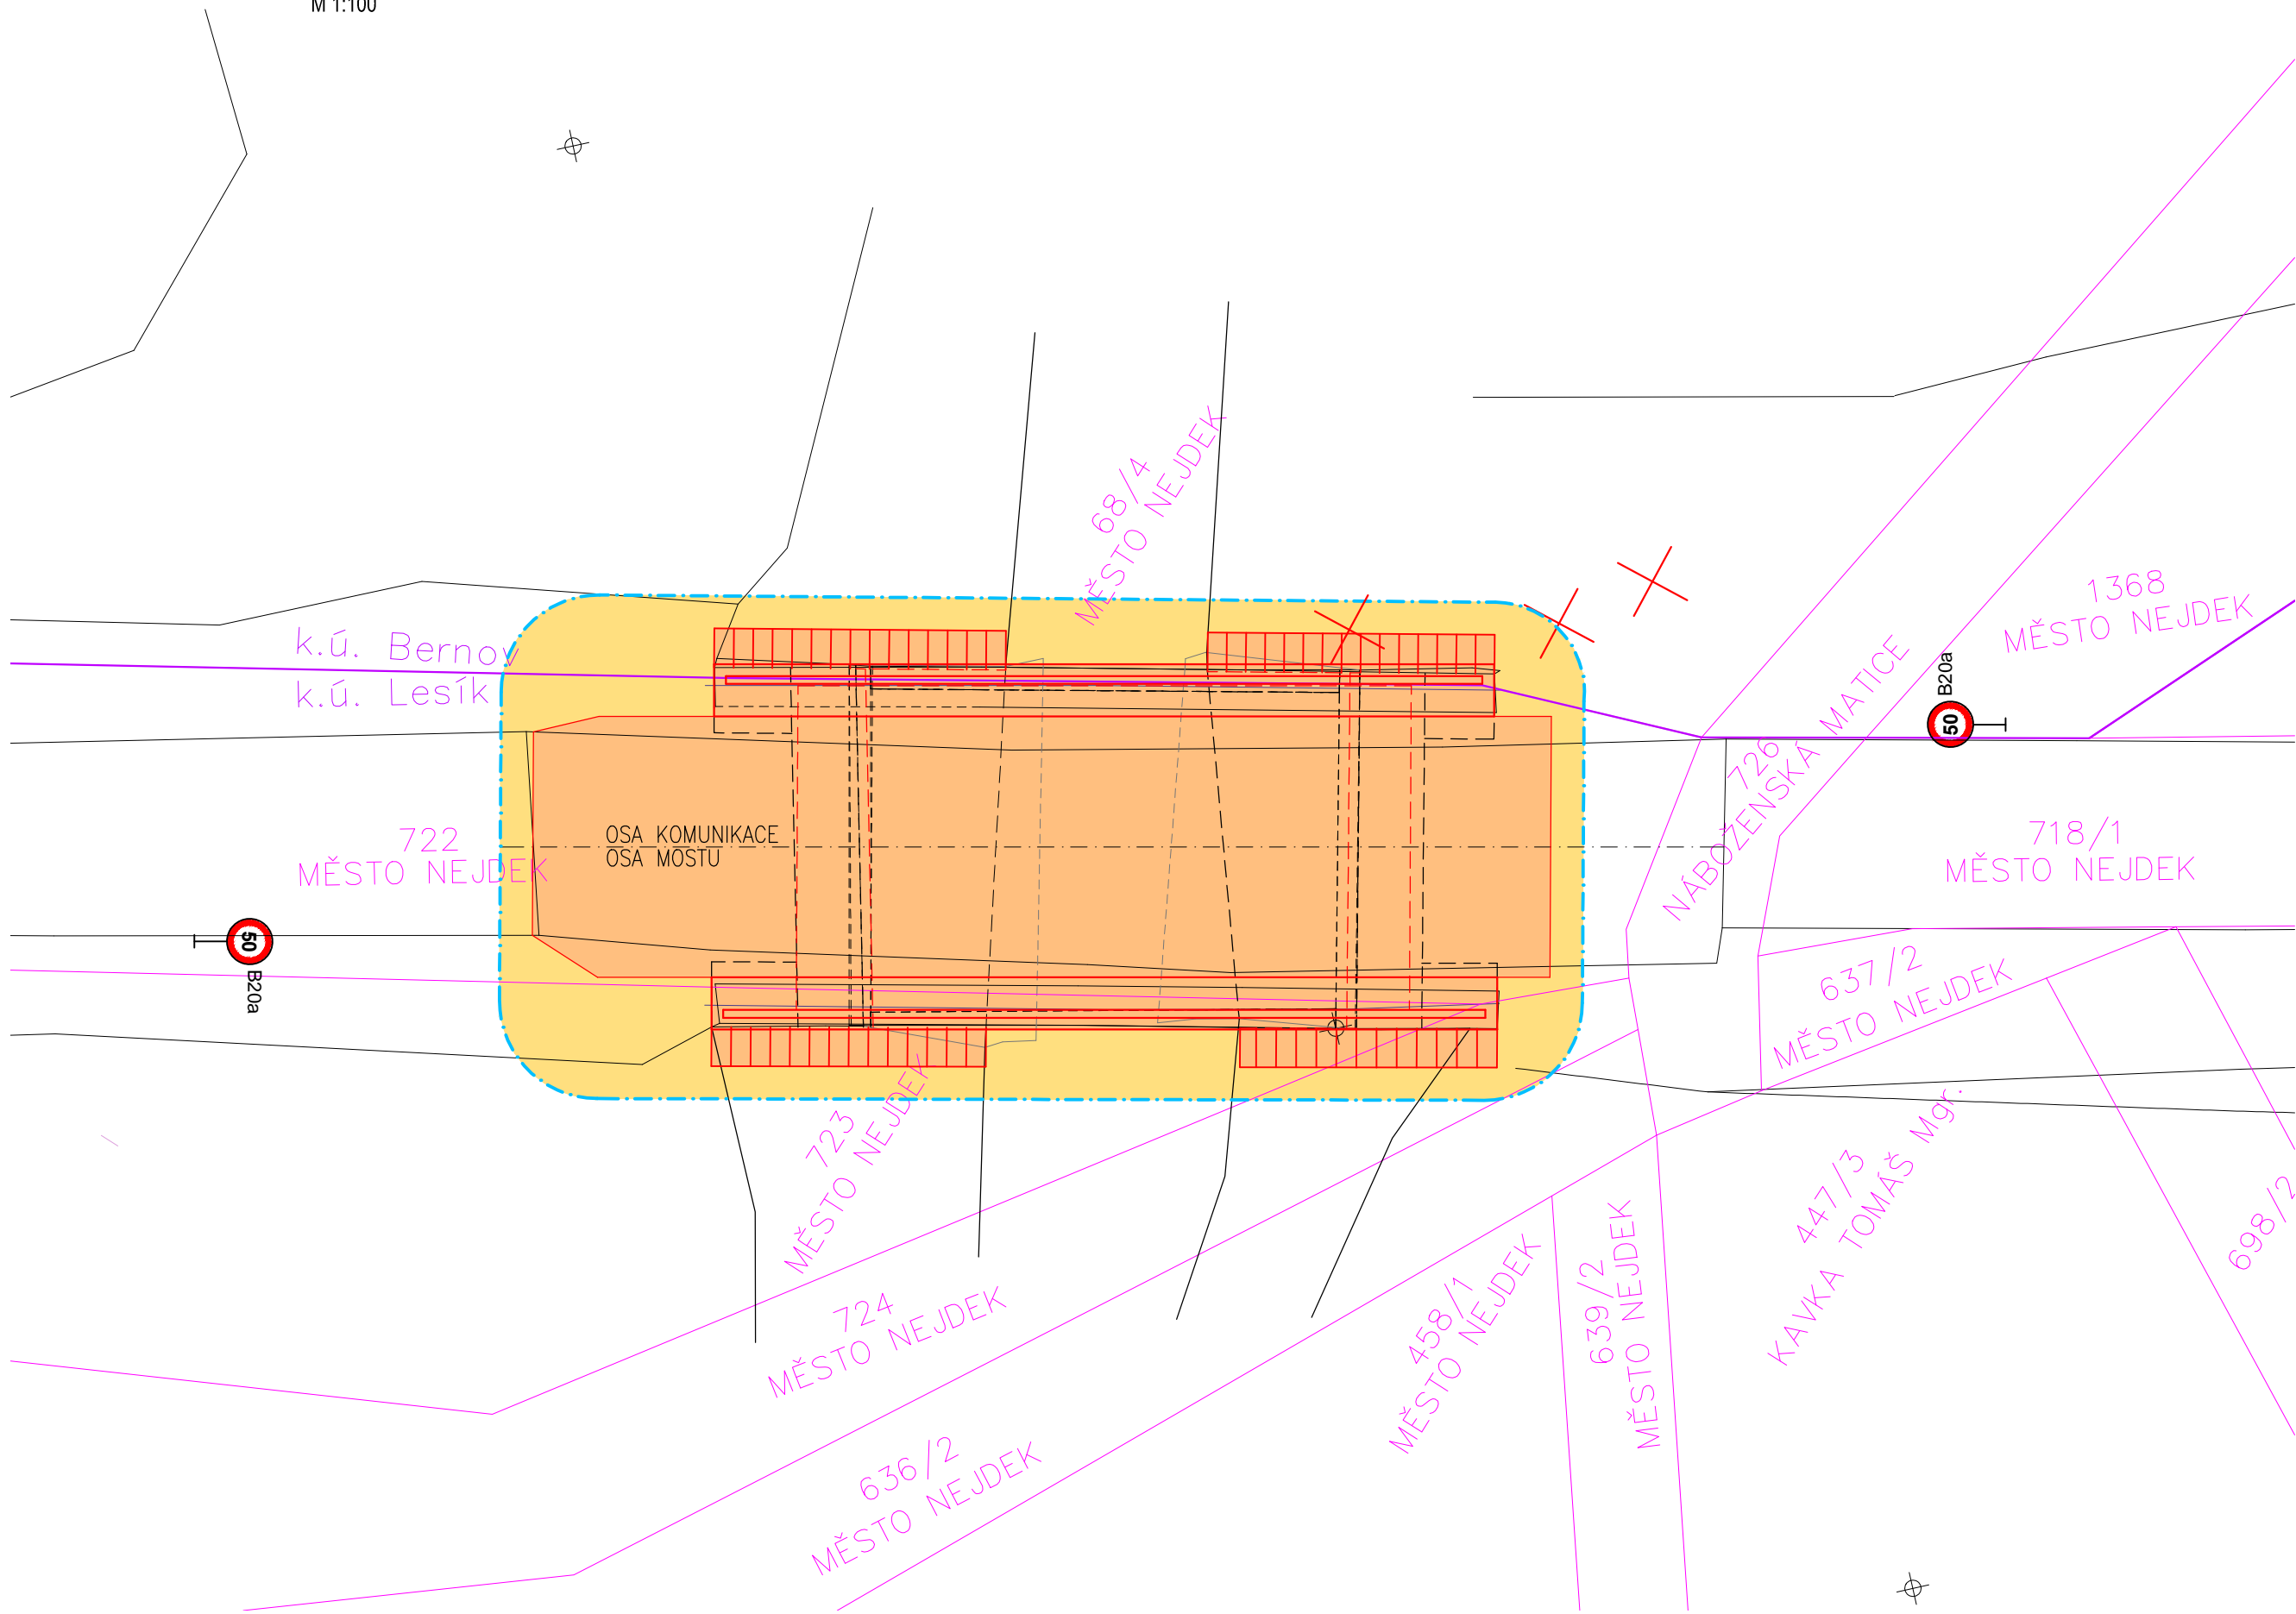 M 1:100
68/4
MĚSTO NEJDEK
1368
MĚSTO NEJDEK
k.ú. Bernov
k.ú. Lesík
B20a
50
726
NÁBOŽENSKÁ MATICE
OSA KOMUNIKACE
OSA MOSTU
722
MĚSTO NEJDEK
718/1
MĚSTO NEJDEK
50
B20a
637/2
MĚSTO NEJDEK
723
MĚSTO NEJDEK
447/3
KAVKA TOMÁŠ Mgr.
698/2
724
MĚSTO NEJDEK
458/1
MĚSTO NEJDEK
639/2
MĚSTO NEJDEK
636/2
MĚSTO NEJDEK